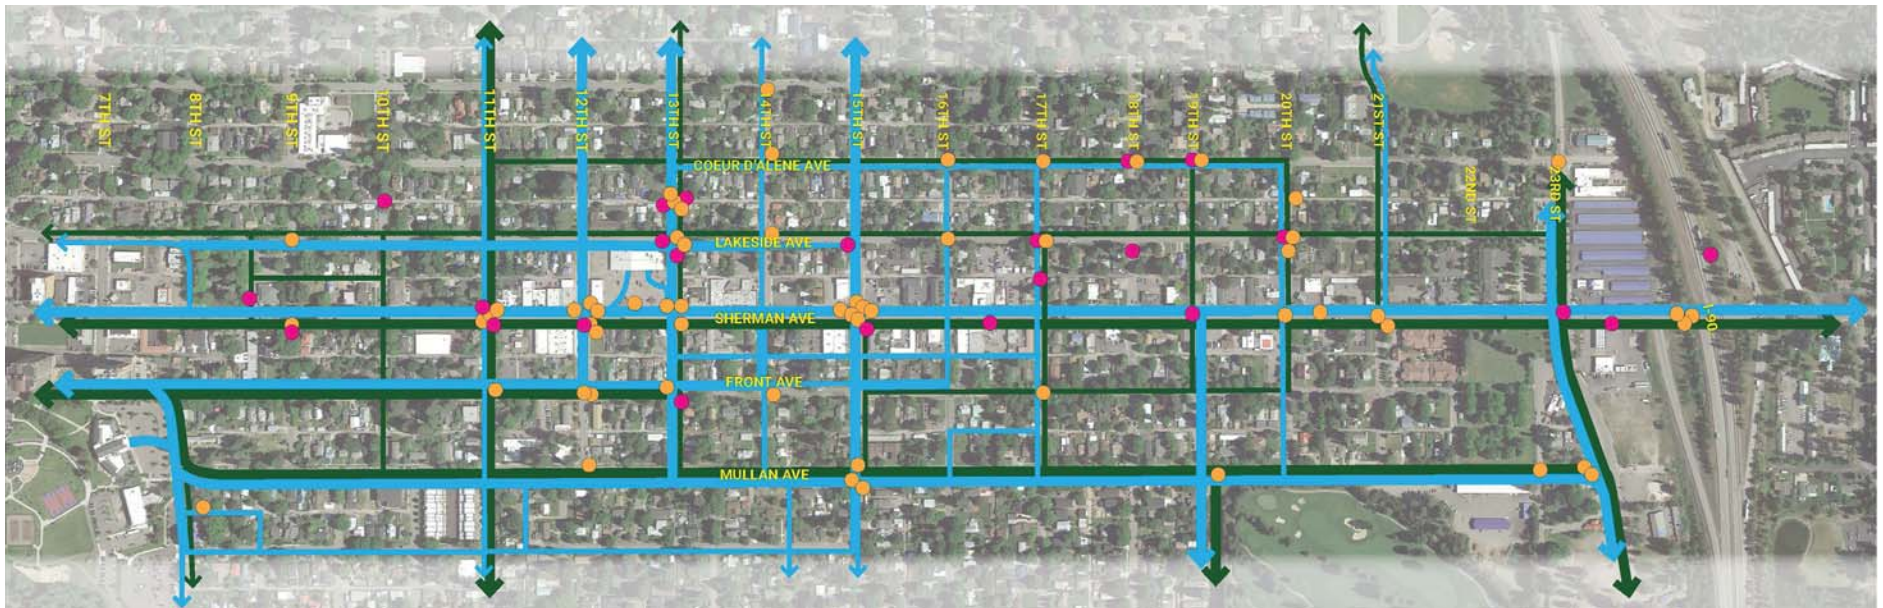 7TH ST
8TH ST
9TH ST
10TH ST
11TH ST
12TH ST
13TH ST
14TH ST
15TH ST
16TH ST
17TH ST
18TH ST
19TH ST
20TH ST
21ST ST
22ND ST
23RD ST
COEUR D'ALENE AVE
LAKESIDE AVE
SHERMAN AVE
I-90
FRONT AVE
MULLAN AVE